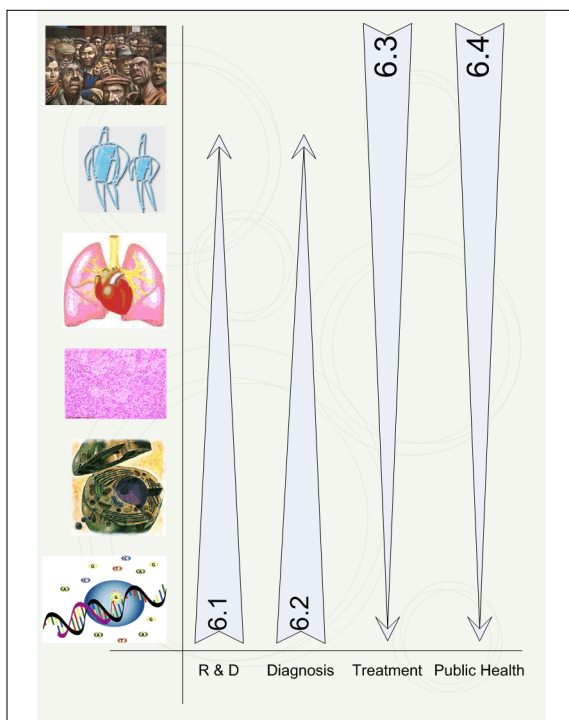 6.3
6.4
6.1
6.2
R & D
Diagnosis
Treatment
Public Health